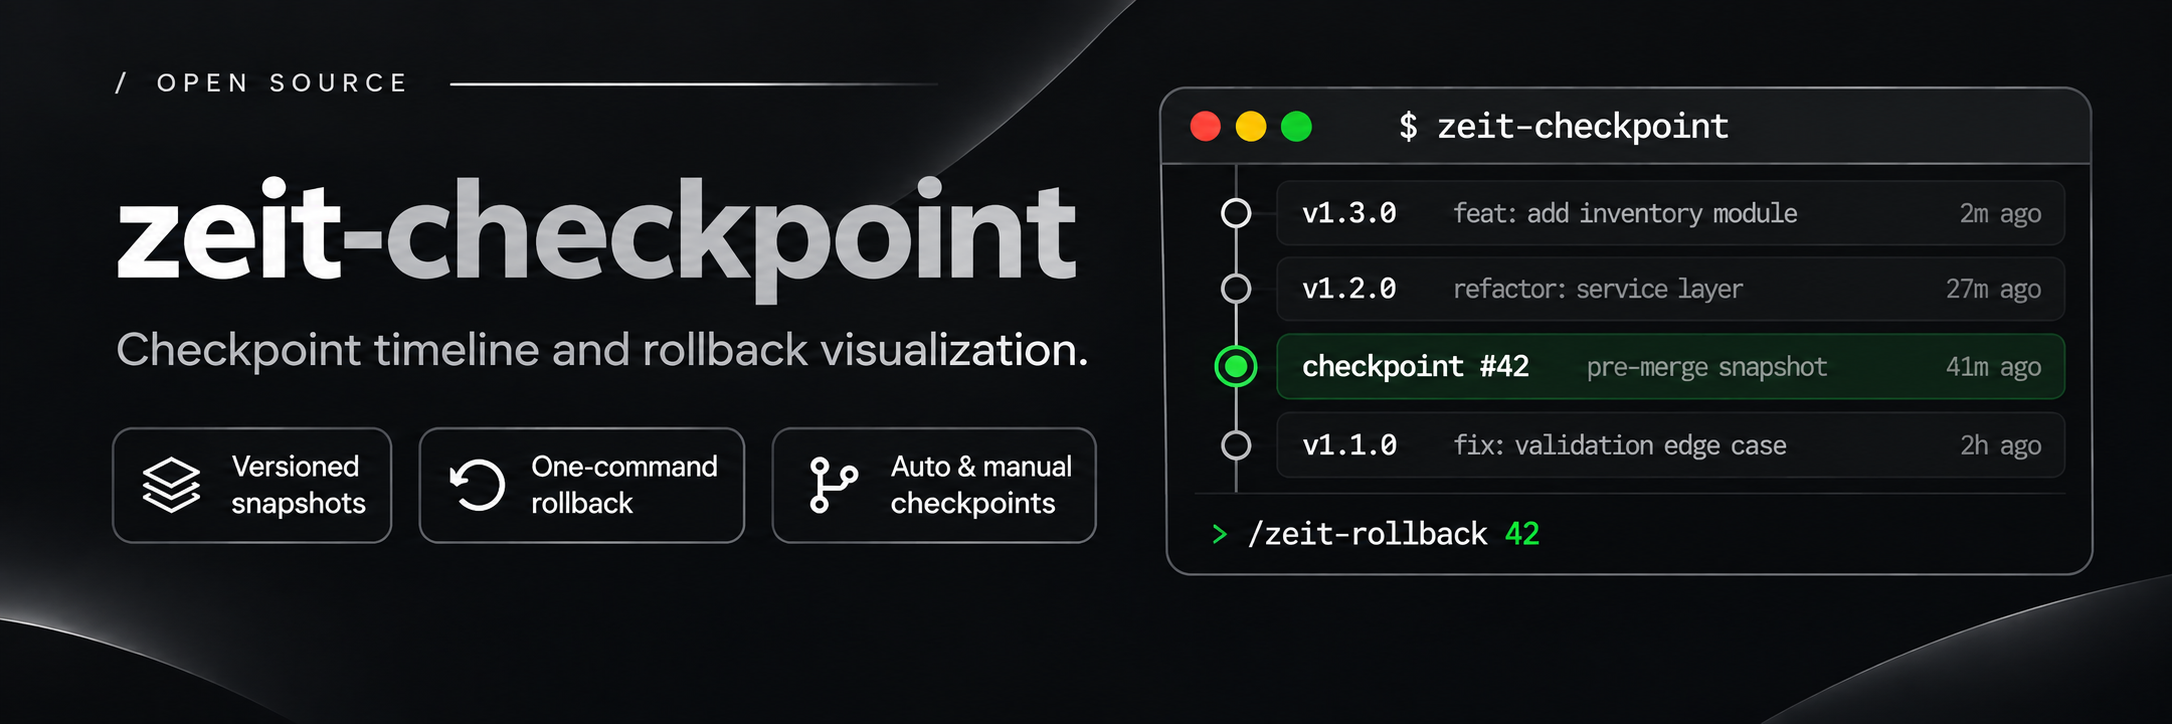 / OPEN SOURCE
zeit-checkpoint
Checkpoint timeline and rollback visualization.
Versioned
snapshots
One-command
rollback
Auto & manual
checkpoints
$ zeit-checkpoint
v1.3.0 feat: add inventory module 2m ago
v1.2.0 refactor: service layer 27m ago
checkpoint #42 pre-merge snapshot 41m ago
v1.1.0 fix: validation edge case 2h ago
> /zeit-rollback 42